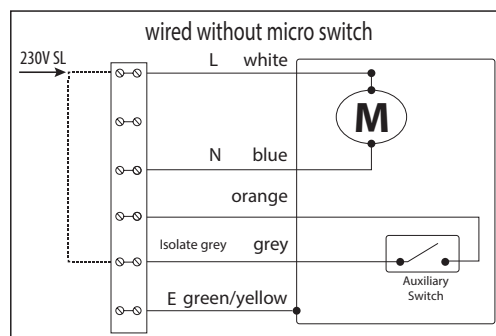 wired without micro switch
230V SL
L white
M
N blue
orange
Isolate grey grey
Auxiliary
Switch
E green/yellow